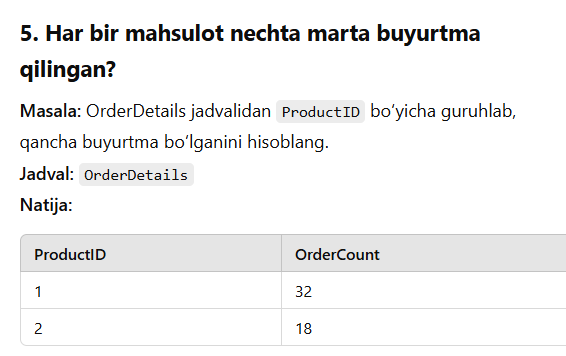 5. Har bir mahsulot nechta marta buyurtma
qilingan?
Masala: OrderDetails jadvalidan ProductID bo‘yicha guruhlab,
qancha buyurtma bo‘lganini hisoblang.
Jadval: OrderDetails
Natija:
ProductID OrderCount
1 32
2 18